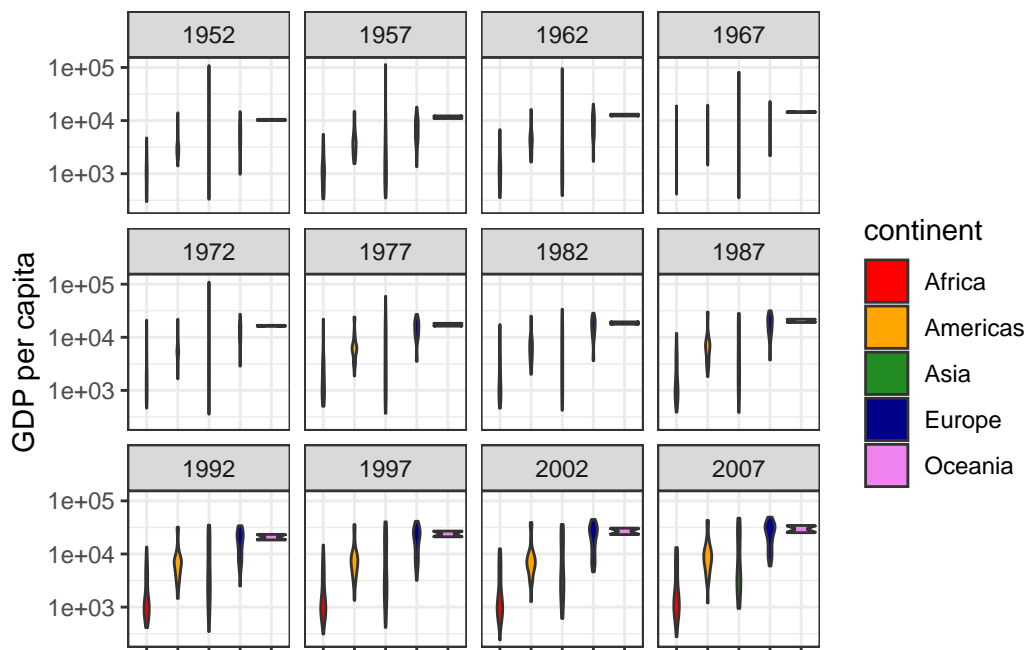 1952 1957 1962 1967
1e+05
1e+04
1e+03
1972 1977 1982 1987
1e+05
1e+04
1e+03
1992 1997 2002 2007
1e+05
1e+04
1e+03
GDP per capita
continent
Africa
Americas
Asia
Europe
Oceania